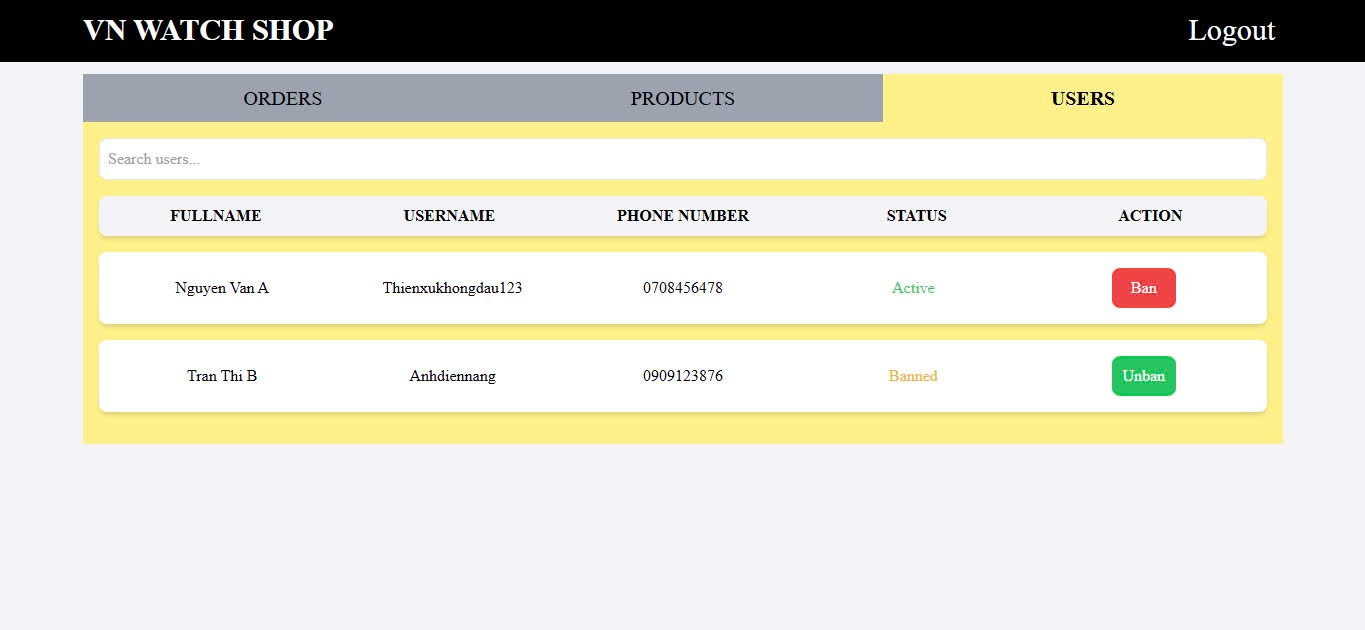 VN WATCH SHOP Logout
ORDERS PRODUCTS USERS
Search users...
FULLNAME USERNAME PHONE NUMBER STATUS ACTION
Nguyen Van A Thienxukhongdau123 0708456478 Active Ban
Tran Thi B Anhdiennang 0909123876 Banned Unban